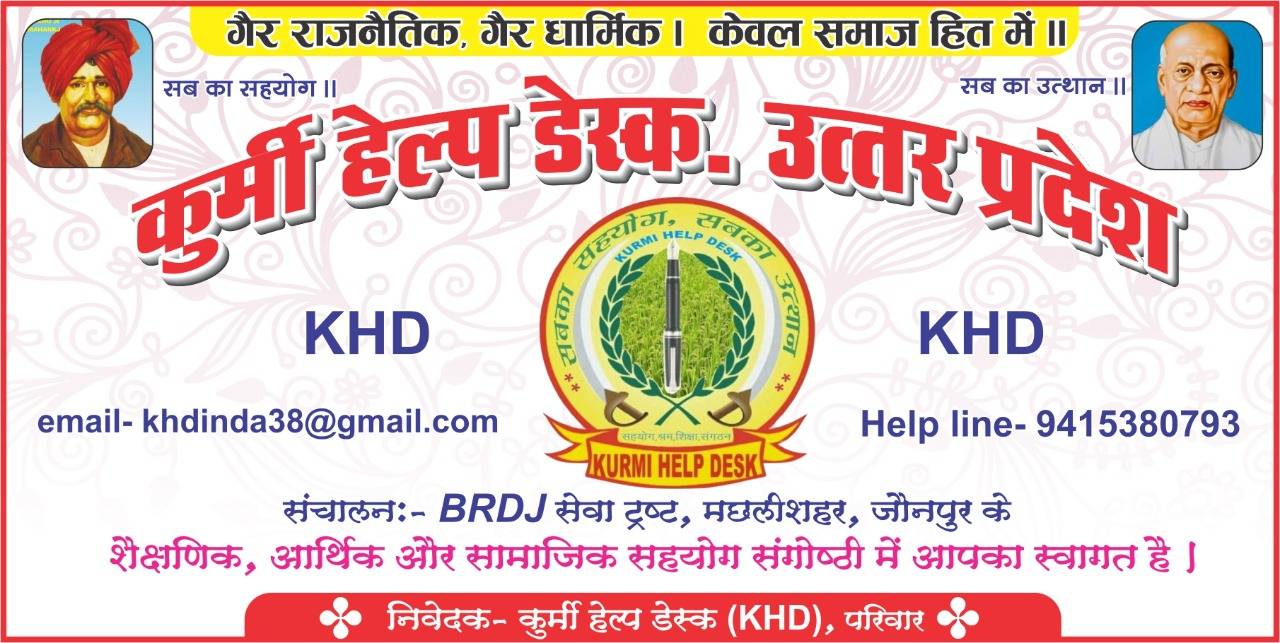 गैर राजनैतिक, गैर धार्मिक । केवल समाज हित में ॥
सब का सहयोग ॥
सब का उत्थान ॥
कुर्मी हेल्प डेस्क. उत्तर प्रदेश
सबका सहयोग, सबका उत्थान
KURMI HELP DESK
KHD
KHD
email- khdinda38@gmail.com
Help line- 9415380793
सहयोग,श्रम,शिक्षा,संगठन
KURMI HELP DESK
संचालन:- BRDJ सेवा ट्रष्ट, मछलीशहर, जौनपुर के
शैक्षणिक, आर्थिक और सामाजिक सहयोग संगोष्ठी में आपका स्वागत है ।
निवेदक- कुर्मी हेल्प डेस्क (KHD), परिवार